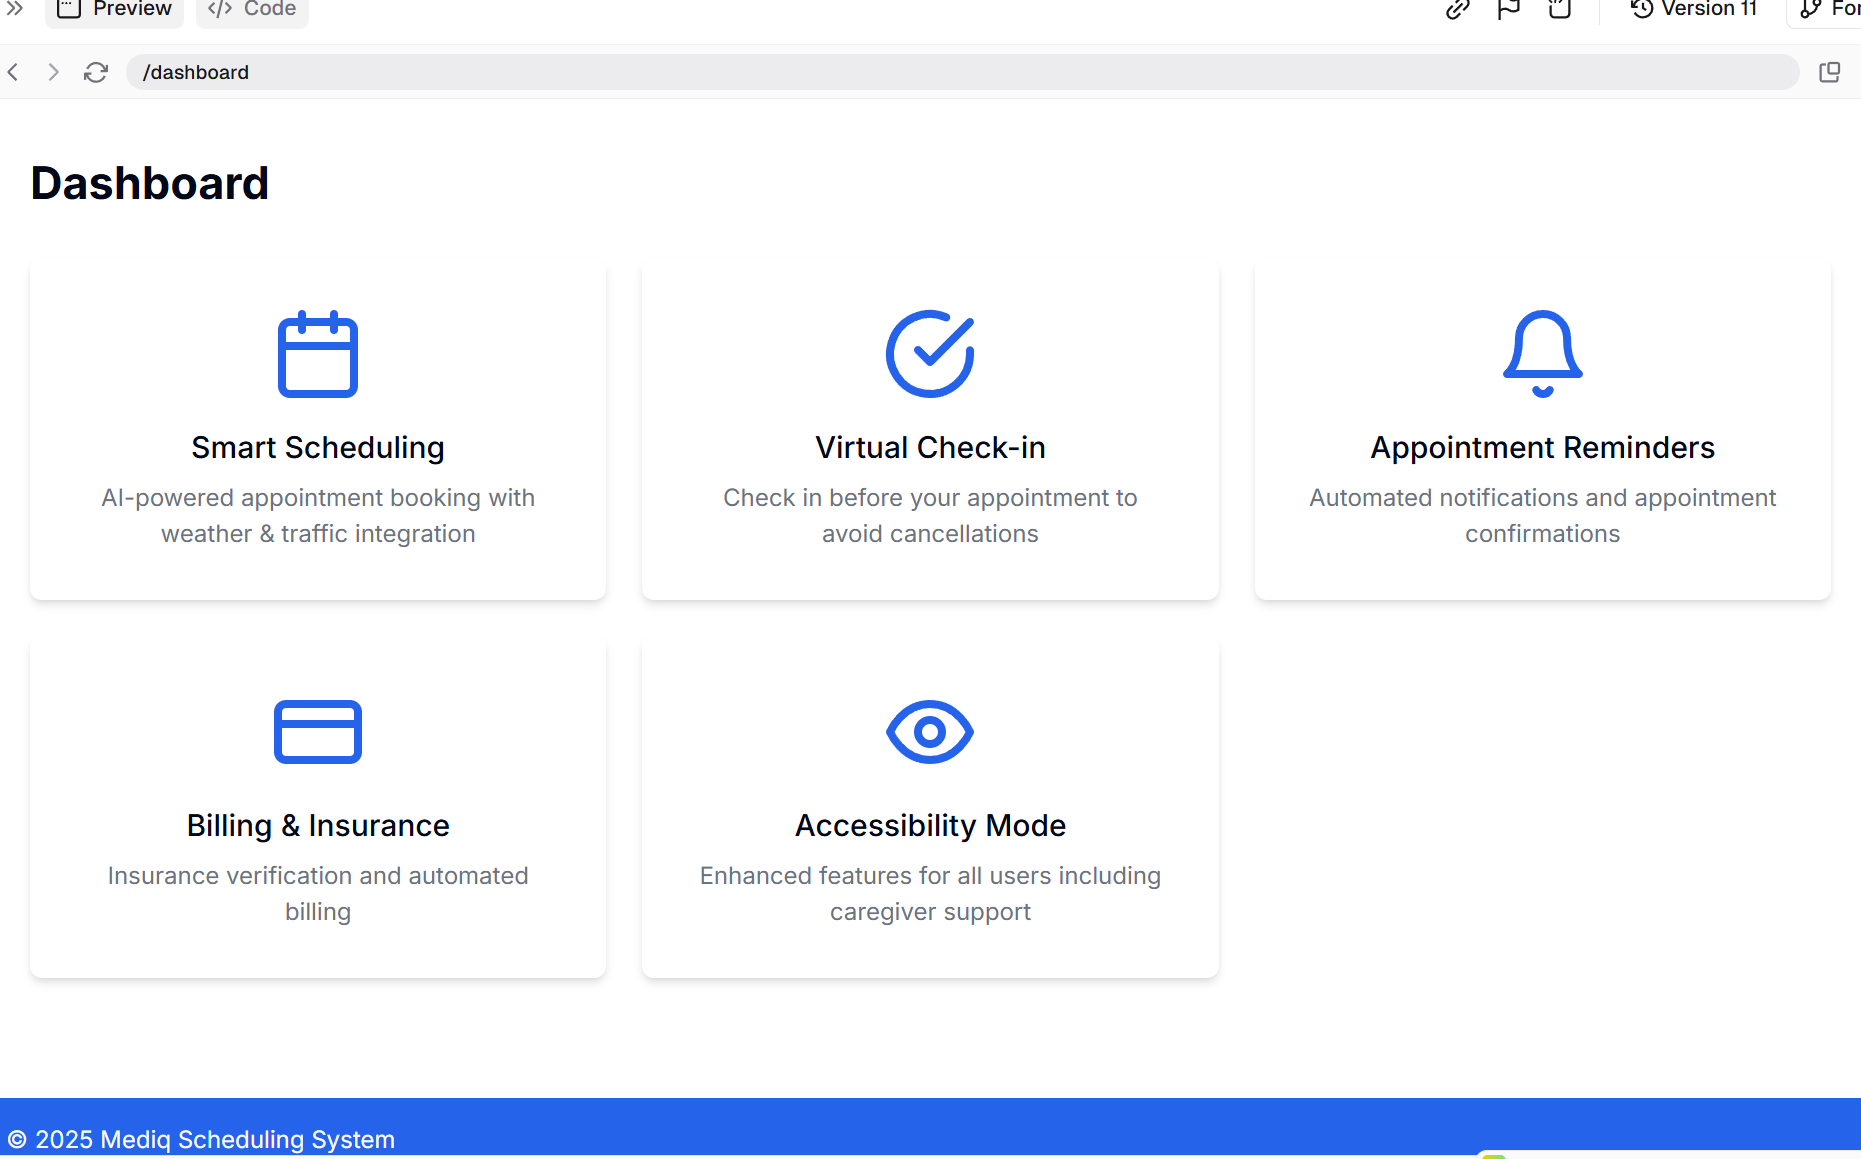 Preview
Code
Version 11
For
/dashboard
Dashboard
Smart Scheduling
AI-powered appointment booking with
weather & traffic integration
Virtual Check-in
Check in before your appointment to
avoid cancellations
Appointment Reminders
Automated notifications and appointment
confirmations
Billing & Insurance
Insurance verification and automated
billing
Accessibility Mode
Enhanced features for all users including
caregiver support
© 2025 Mediq Scheduling System